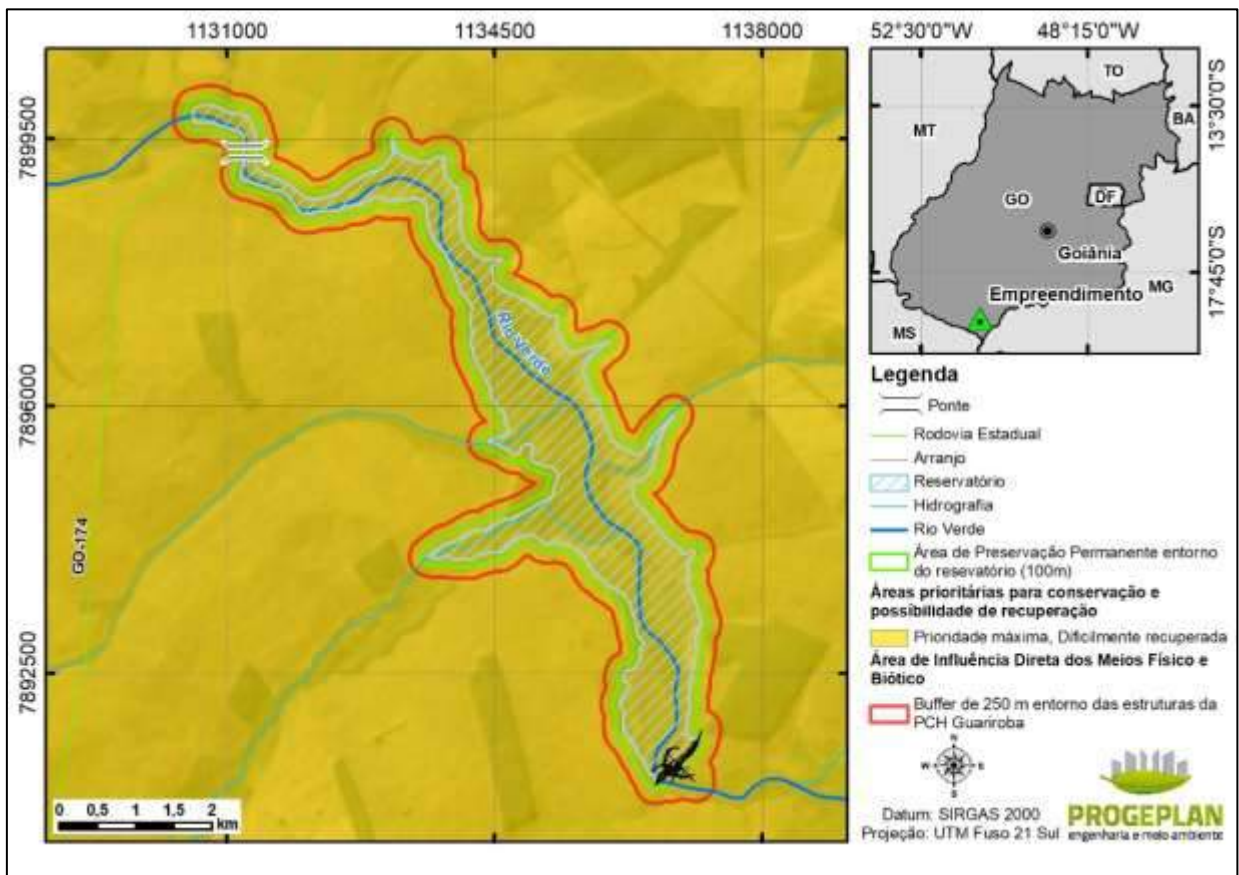 1131000
1134500
1138000
7899500
7896000
7892500
Rio Verde
GO-174
0 0,5 1 1,5 2
km
52°30'0"W
48°15'0"W
13°30'0"S
17°45'0"S
TO
BA
MT
GO
DF
Goiânia
MG
Empreendimento
MS
Legenda
Ponte
Rodovia Estadual
Arranjo
Reservatório
Hidrografia
Rio Verde
Área de Preservação Permanente entorno
do resevatório (100m)
Áreas prioritárias para conservação e
possibilidade de recuperação
Prioridade máxima, Dificilmente recuperada
Área de Influência Direta dos Meios Físico e
Biótico
Buffer de 250 m entorno das estruturas da
PCH Guariroba
N
W
E
S
Datum: SIRGAS 2000
Projeção: UTM Fuso 21 Sul
PROGEPLAN
engenharia e meio ambiente